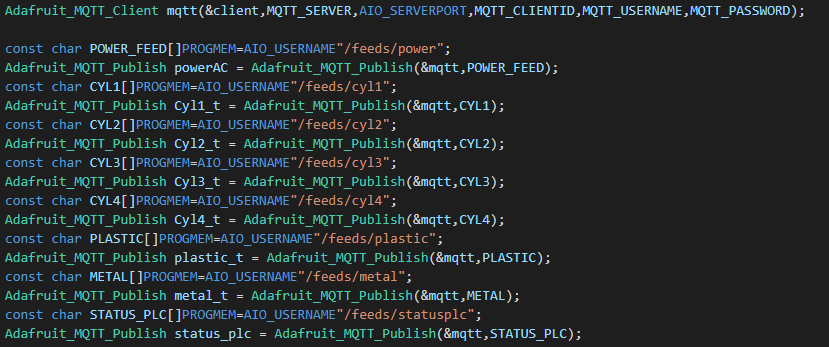 Adafruit_MQTT_Client mqtt(&client,MQTT_SERVER,AIO_SERVERPORT,MQTT_CLIENTID,MQTT_USERNAME,MQTT_PASSWORD);
const char POWER_FEED[]PROGMEM=AIO_USERNAME"/feeds/power";
Adafruit_MQTT_Publish powerAC = Adafruit_MQTT_Publish(&mqtt,POWER_FEED);
const char CYL1[]PROGMEM=AIO_USERNAME"/feeds/cyl1";
Adafruit_MQTT_Publish Cyl1_t = Adafruit_MQTT_Publish(&mqtt,CYL1);
const char CYL2[]PROGMEM=AIO_USERNAME"/feeds/cyl2";
Adafruit_MQTT_Publish Cyl2_t = Adafruit_MQTT_Publish(&mqtt,CYL2);
const char CYL3[]PROGMEM=AIO_USERNAME"/feeds/cyl3";
Adafruit_MQTT_Publish Cyl3_t = Adafruit_MQTT_Publish(&mqtt,CYL3);
const char CYL4[]PROGMEM=AIO_USERNAME"/feeds/cyl4";
Adafruit_MQTT_Publish Cyl4_t = Adafruit_MQTT_Publish(&mqtt,CYL4);
const char PLASTIC[]PROGMEM=AIO_USERNAME"/feeds/plastic";
Adafruit_MQTT_Publish plastic_t = Adafruit_MQTT_Publish(&mqtt,PLASTIC);
const char METAL[]PROGMEM=AIO_USERNAME"/feeds/metal";
Adafruit_MQTT_Publish metal_t = Adafruit_MQTT_Publish(&mqtt,METAL);
const char STATUS_PLC[]PROGMEM=AIO_USERNAME"/feeds/statusplc";
Adafruit_MQTT_Publish status_plc = Adafruit_MQTT_Publish(&mqtt,STATUS_PLC);